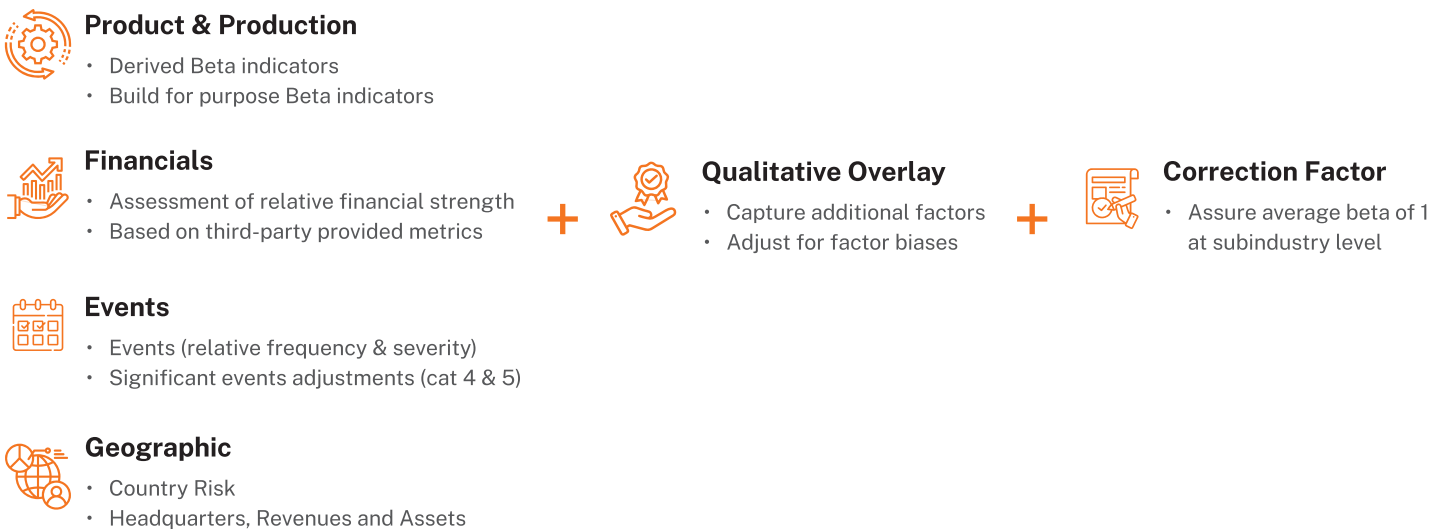 Product & Production
• Derived Beta indicators
• Build for purpose Beta indicators
Financials
• Assessment of relative financial strength
• Based on third-party provided metrics
Events
• Events (relative frequency & severity)
• Significant events adjustments (cat 4 & 5)
Geographic
• Country Risk
• Headquarters, Revenues and Assets
+
Qualitative Overlay
• Capture additional factors
• Adjust for factor biases
+
Correction Factor
• Assure average beta of 1
at subindustry level